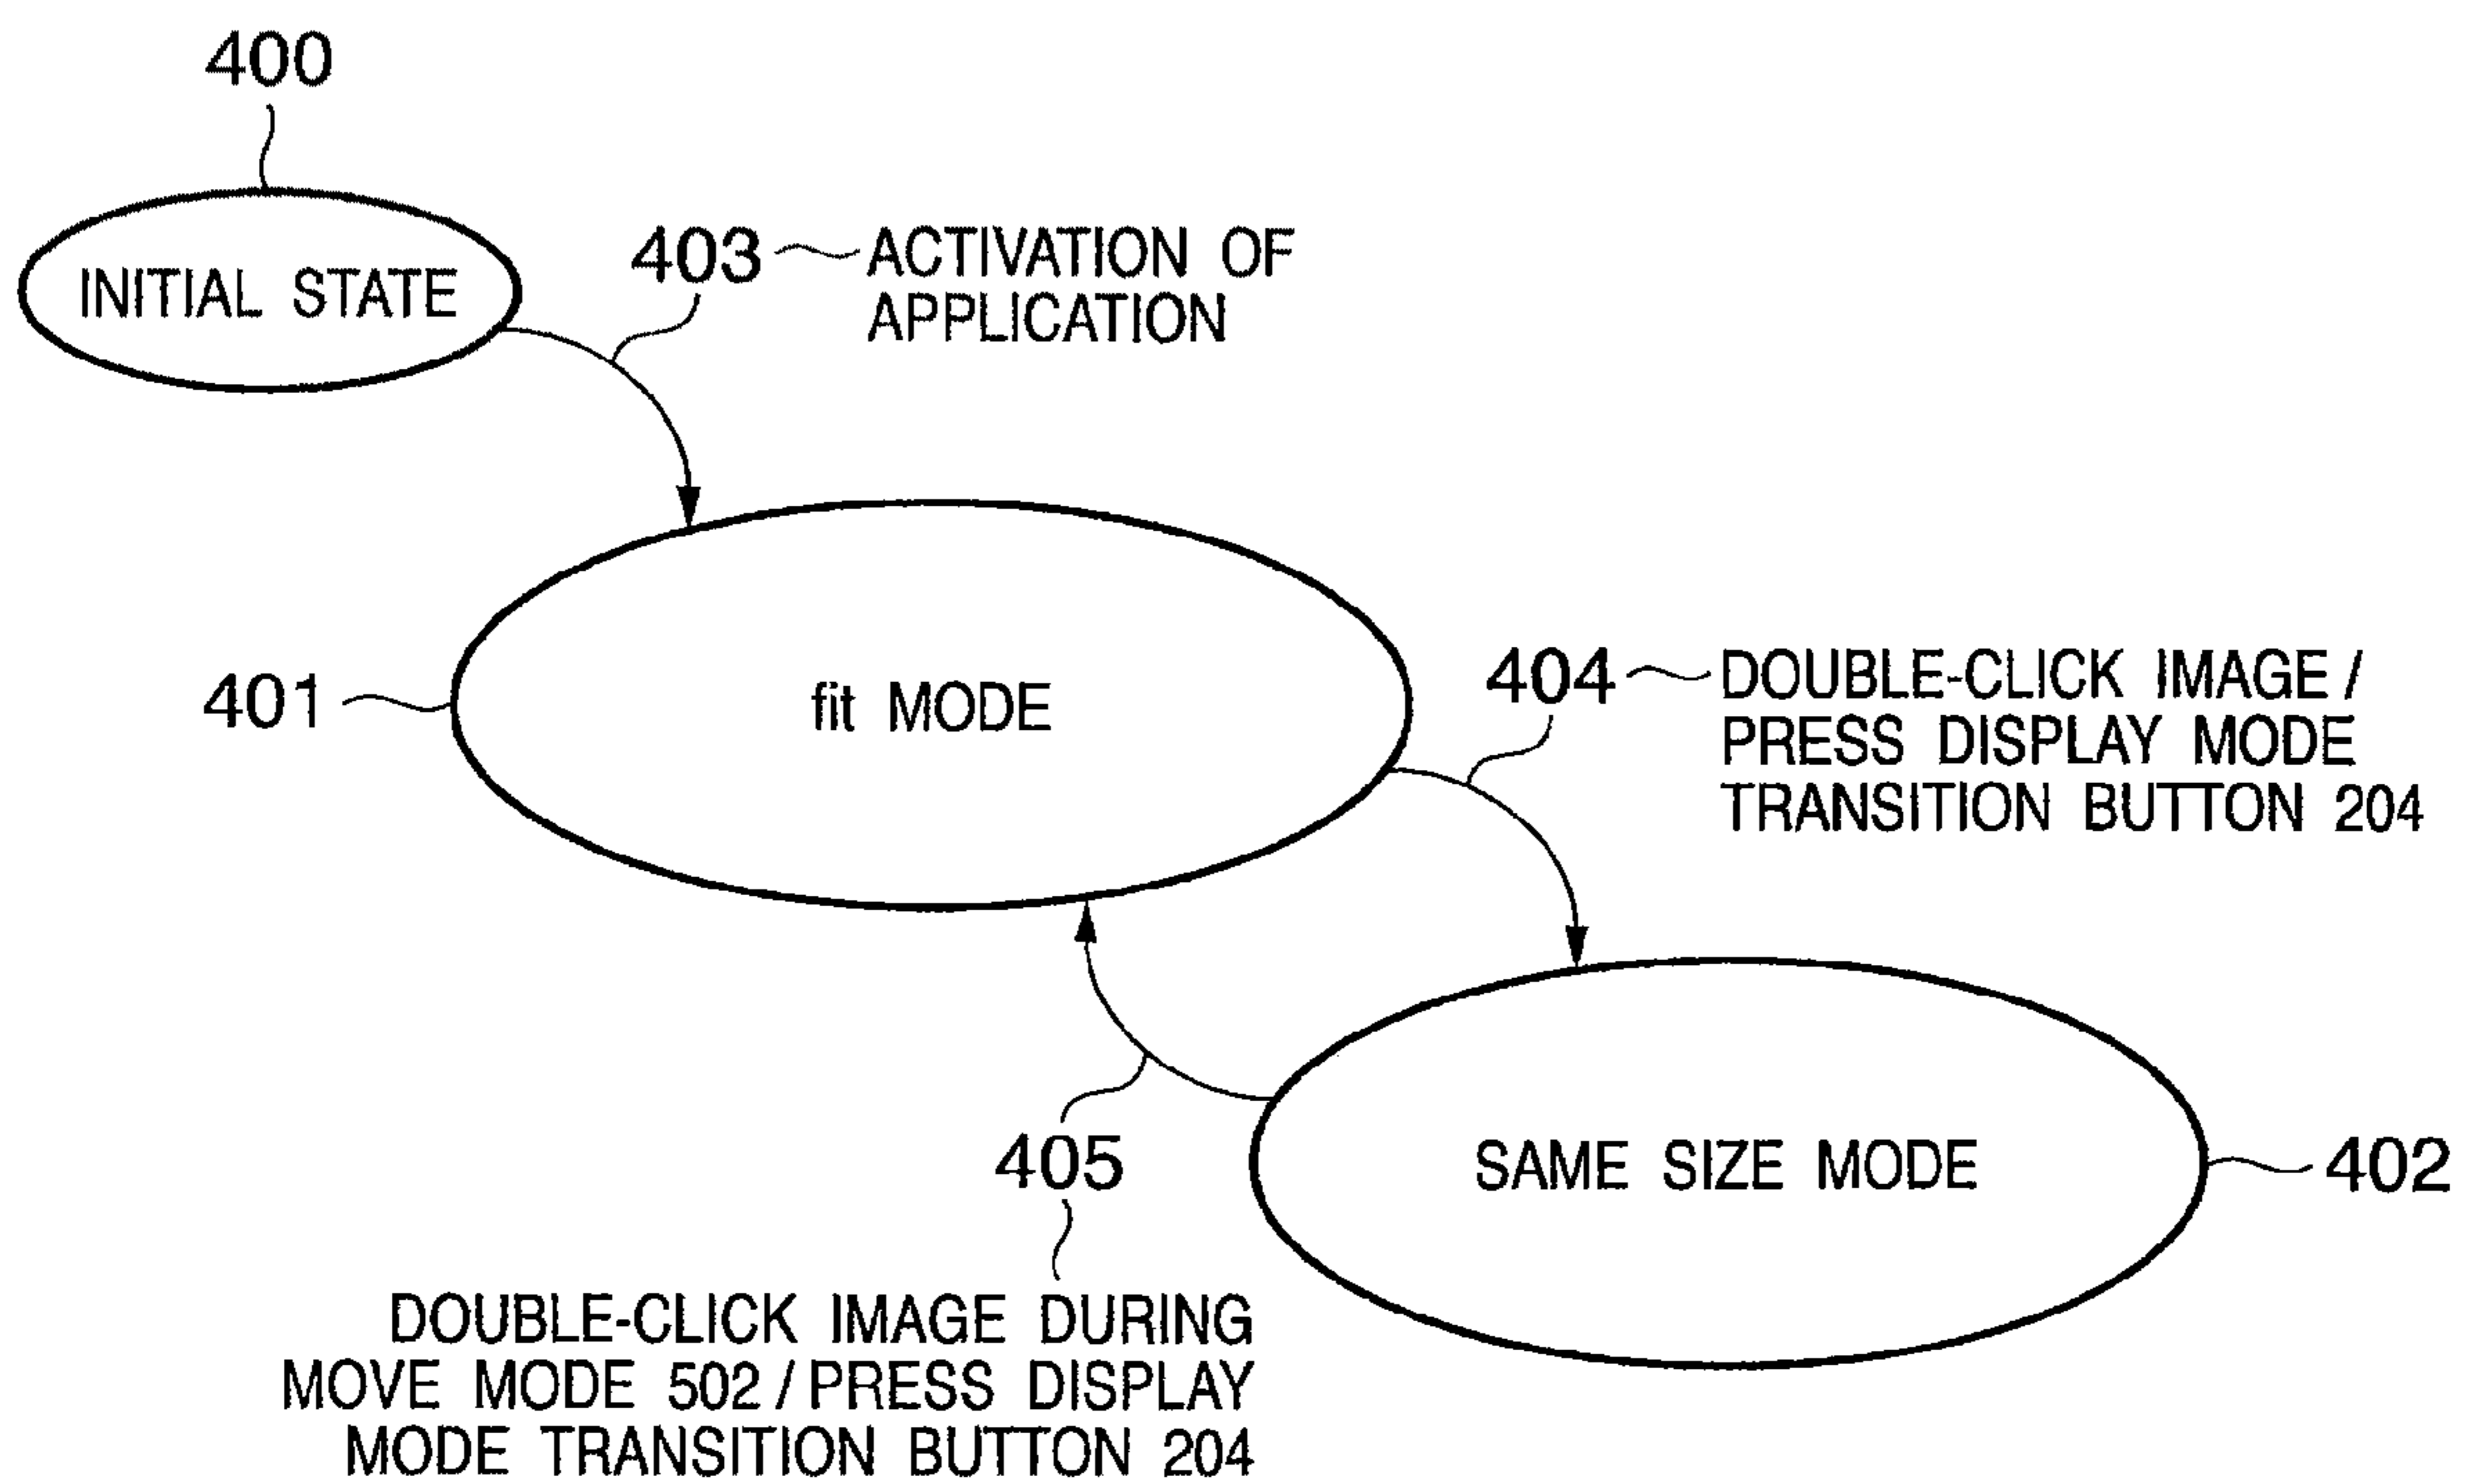 400
INITIAL STATE
403 ACTIVATION OF
APPLICATION
401
fit MODE
404 DOUBLE-CLICK IMAGE /
PRESS DISPLAY MODE
TRANSITION BUTTON 204
405
SAME SIZE MODE
402
DOUBLE-CLICK IMAGE DURING
MOVE MODE 502 / PRESS DISPLAY
MODE TRANSITION BUTTON 204